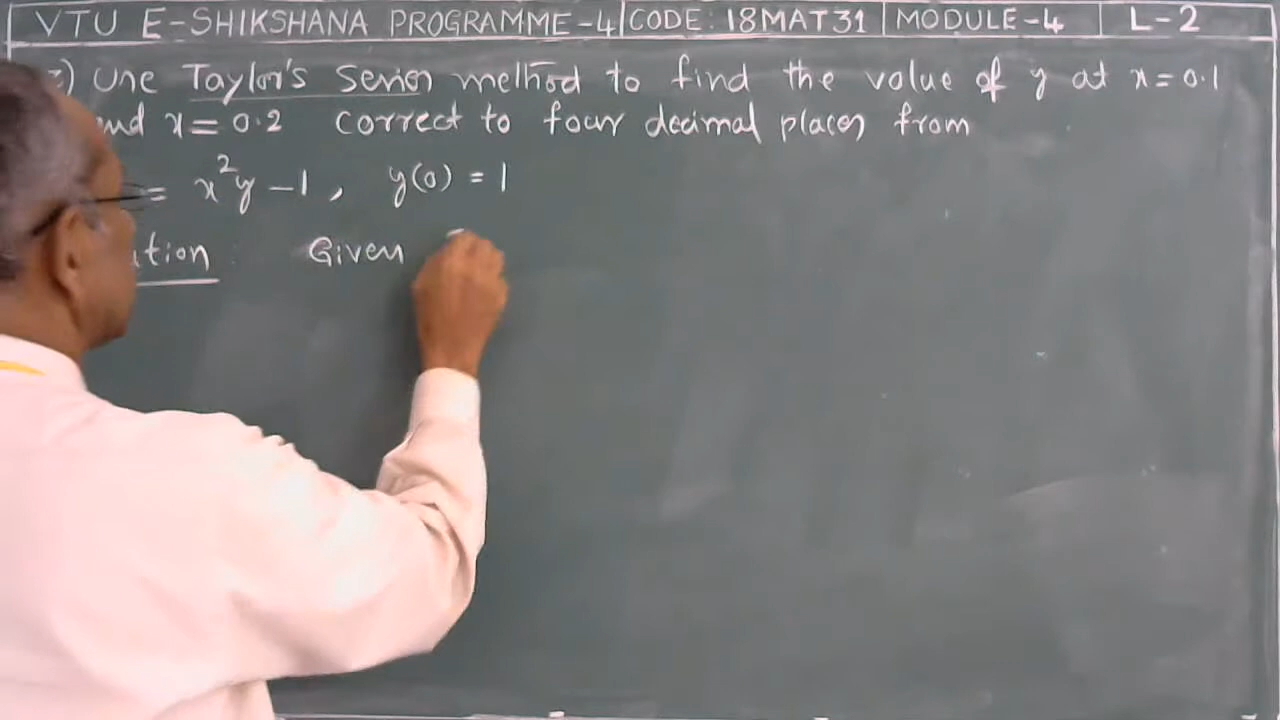 VTU E-SHIKSHANA PROGRAMME-4 CODE: 18MAT31 MODULE-4 L-2
) Use Taylor's Series method to find the value of y at x = 0.1
and x = 0.2 correct to four decimal places from
= x²y - 1, y(0) = 1
Given